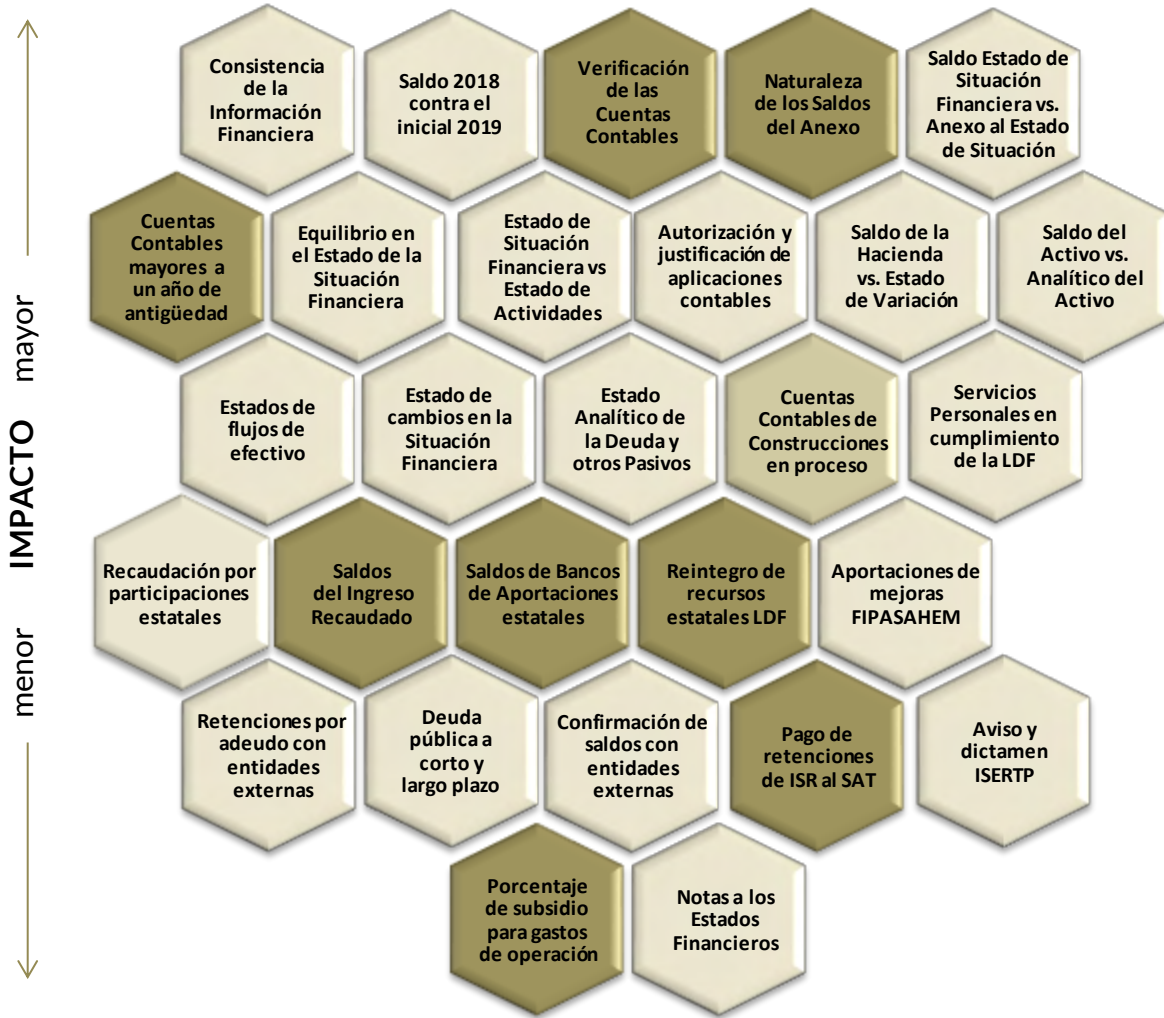 mayor
IMPACTO
menor
Consistencia
de la
Información
Financiera
Saldo 2018
contra el
inicial 2019
Verificación
de las
Cuentas
Contables
Naturaleza
de los Saldos
del Anexo
Saldo Estado de
Situación
Financiera vs.
Anexo al Estado
de Situación
Cuentas
Contables
mayores a
un año de
antigüedad
Equilibrio en
el Estado de la
Situación
Financiera
Estado de
Situación
Financiera vs
Estado de
Actividades
Autorización y
justificación de
aplicaciones
contables
Saldo de la
Hacienda
vs. Estado
de Variación
Saldo del
Activo vs.
Analítico del
Activo
Estados de
flujos de
efectivo
Estado de
cambios en la
Situación
Financiera
Estado
Analítico de
la Deuda y
otros Pasivos
Cuentas
Contables de
Construcciones
en proceso
Servicios
Personales en
cumplimiento
de la LDF
Recaudación por
participaciones
estatales
Saldos
del Ingreso
Recaudado
Saldos de Bancos
de Aportaciones
estatales
Reintegro de
recursos
estatales LDF
Aportaciones de
mejoras
FIPASAHEM
Retenciones por
adeudo con
entidades
externas
Deuda
pública a
corto y
largo plazo
Confirmación de
saldos con
entidades
externas
Pago de
retenciones
de ISR al SAT
Aviso y
dictamen
ISERTP
Porcentaje
de subsidio
para gastos
de operación
Notas a los
Estados
Financieros